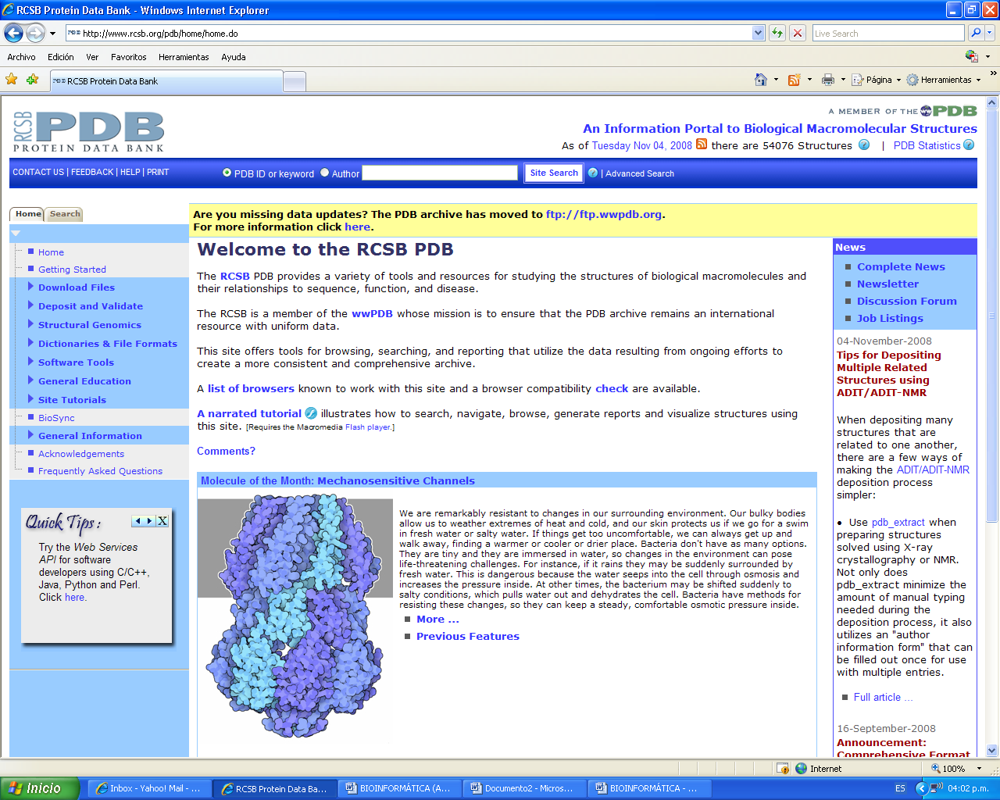 RCSB Protein Data Bank - Windows Internet Explorer
http://www.rcsb.org/pdb/home/home.do
Live Search
Archivo Edición Ver Favoritos Herramientas Ayuda
RCSB Protein Data Bank
Página Herramientas
RCSB PDB
PROTEIN DATA BANK
A MEMBER OF THE PDB
An Information Portal to Biological Macromolecular Structures
As of Tuesday Nov 04, 2008 there are 54076 Structures | PDB Statistics
CONTACT US | FEEDBACK | HELP | PRINT
PDB ID or keyword Author Site Search | Advanced Search
Home Search
Are you missing data updates? The PDB archive has moved to ftp://ftp.wwpdb.org.
For more information click here.
Home
Getting Started
Download Files
Deposit and Validate
Structural Genomics
Dictionaries & File Formats
Software Tools
General Education
Site Tutorials
BioSync
General Information
Acknowledgements
Frequently Asked Questions
Quick Tips:
X
Try the Web Services
API for software
developers using C/C++,
Java, Python and Perl.
Click here.
Welcome to the RCSB PDB
The RCSB PDB provides a variety of tools and resources for studying the structures of biological macromolecules and
their relationships to sequence, function, and disease.
The RCSB is a member of the wwPDB whose mission is to ensure that the PDB archive remains an international
resource with uniform data.
This site offers tools for browsing, searching, and reporting that utilize the data resulting from ongoing efforts to
create a more consistent and comprehensive archive.
A list of browsers known to work with this site and a browser compatibility check are available.
A narrated tutorial illustrates how to search, navigate, browse, generate reports and visualize structures using
this site. [Requires the Macromedia Flash player.]
Comments?
Molecule of the Month: Mechanosensitive Channels
We are remarkably resistant to changes in our surrounding environment. Our bulky bodies
allow us to weather extremes of heat and cold, and our skin protects us if we go for a swim
in fresh water or salty water. If things get too uncomfortable, we can always get up and
walk away, finding a warmer or cooler or drier place. Bacteria don't have as many options.
They are tiny and they are immersed in water, so changes in the environment can pose
life-threatening challenges. For instance, if it rains they may be suddenly surrounded by
fresh water. This is dangerous because the water seeps into the cell through osmosis and
increases the pressure inside. At other times, the bacterium may be shifted suddenly to
salty conditions, which pulls water out and dehydrates the cell. Bacteria have methods for
resisting these changes, so they can keep a steady, comfortable osmotic pressure inside.
More ...
Previous Features
News
Complete News
Newsletter
Discussion Forum
Job Listings
04-November-2008
Tips for Depositing
Multiple Related
Structures using
ADIT/ADIT-NMR
When depositing many
structures that are
related to one another,
there are a few ways of
making the ADIT/ADIT-NMR
deposition process
simpler:
• Use pdb_extract when
preparing structures
solved using X-ray
crystallography or NMR.
Not only does
pdb_extract minimize the
amount of manual typing
needed during the
deposition process, it also
utilizes an "author
information form" that can
be filled out once for use
with multiple entries.
Full article ...
16-September-2008
Announcement:
Comprehensive Format
Internet 100%
Inicio Inbox - Yahoo! Mail - ... RCSB Protein Data Ba... BIOINFORMÁTICA (A... Documento2 - Micros... BIOINFORMÁTICA - ... ES 04:02 p.m.